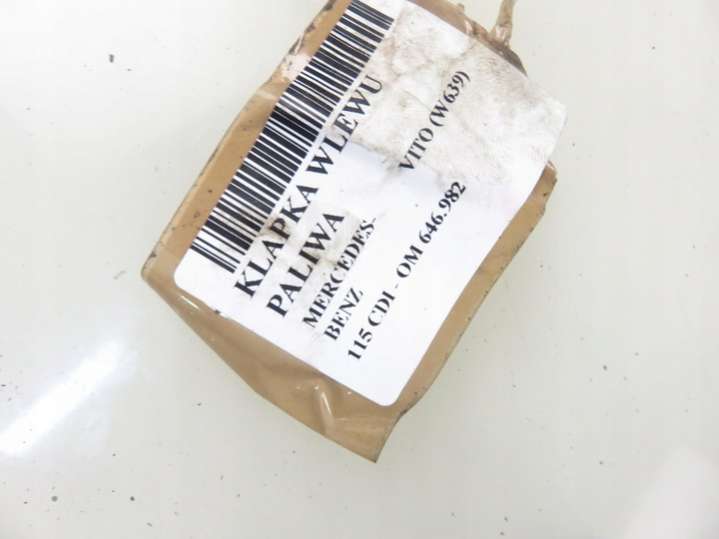 KLAPKA WLEWU
PALIWA
MERCEDES-
BENZ
VITO (W639)
115 CDI - OM 646.982